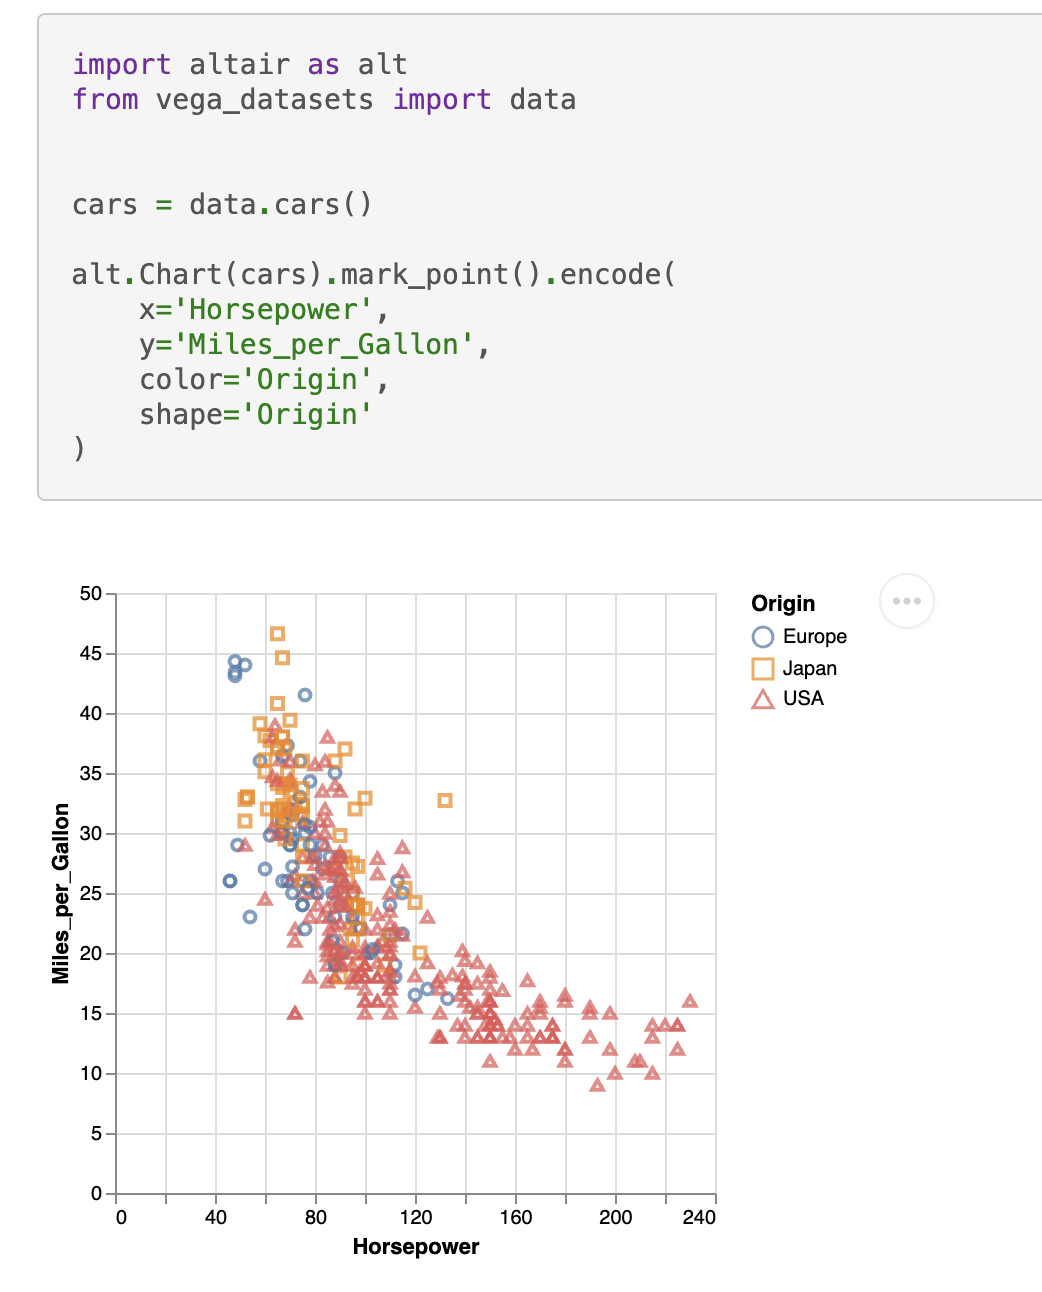 import altair as alt
from vega_datasets import data
cars = data.cars()
alt.Chart(cars).mark_point().encode(
    x='Horsepower',
    y='Miles_per_Gallon',
    color='Origin',
    shape='Origin'
)
50
45
40
35
30
25
20
15
10
5
0
Miles_per_Gallon
0 40 80 120 160 200 240
Horsepower
Origin
Europe
Japan
USA